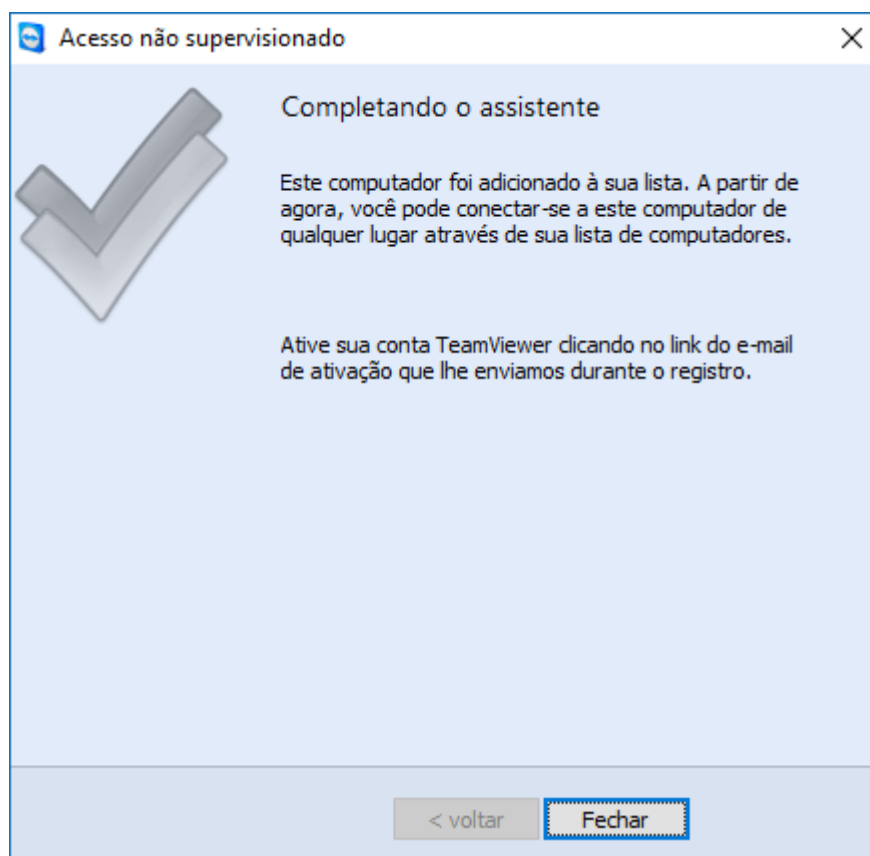 Acesso não supervisionado
Completando o assistente
Este computador foi adicionado à sua lista. A partir de
agora, você pode conectar-se a este computador de
qualquer lugar através de sua lista de computadores.
Ative sua conta TeamViewer clicando no link do e-mail
de ativação que lhe enviamos durante o registro.
< voltar
Fechar